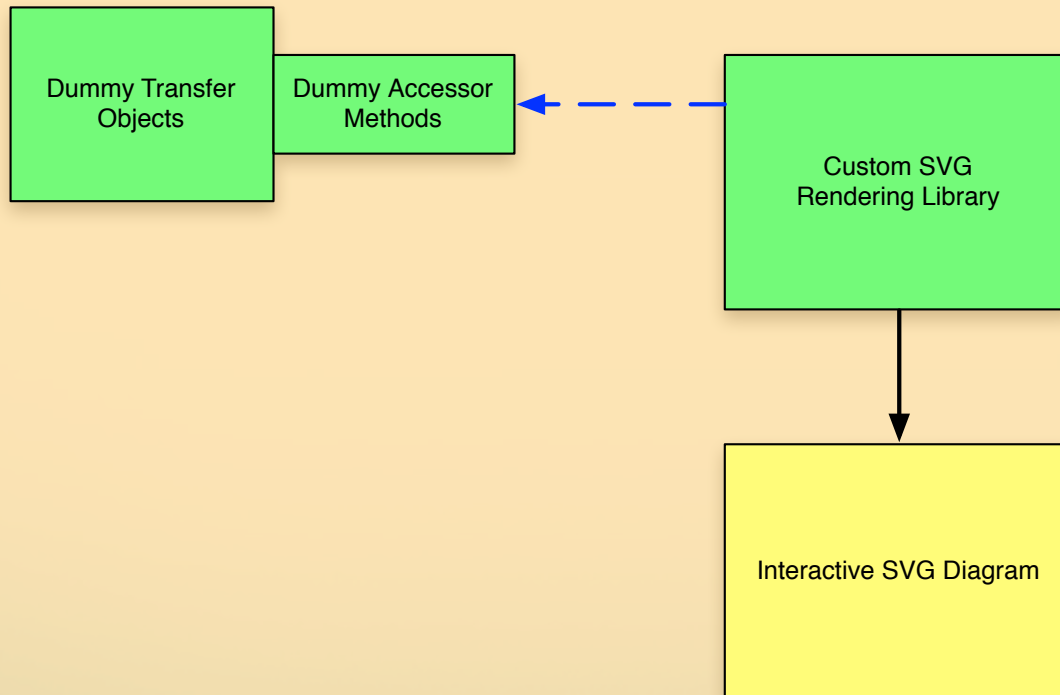 Dummy Transfer
Objects
Dummy Accessor
Methods
Custom SVG
Rendering Library
Interactive SVG Diagram